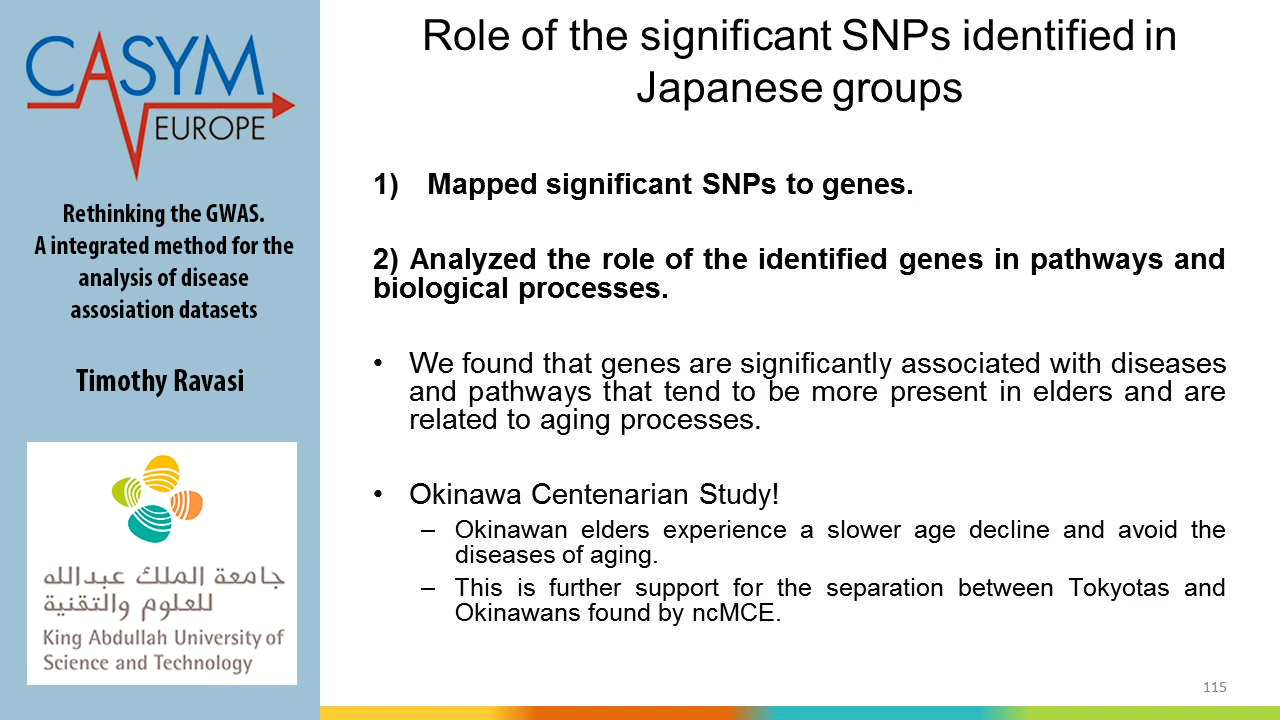 CASYM
EUROPE
Rethinking the GWAS.
A integrated method for the
analysis of disease
assosiation datasets
Timothy Ravasi
جامعة الملك عبدالله
للعلوم والتقنية
King Abdullah University of
Science and Technology
Role of the significant SNPs identified in
Japanese groups
1) Mapped significant SNPs to genes.
2) Analyzed the role of the identified genes in pathways and
biological processes.
• We found that genes are significantly associated with diseases
and pathways that tend to be more present in elders and are
related to aging processes.
• Okinawa Centenarian Study!
– Okinawan elders experience a slower age decline and avoid the
diseases of aging.
– This is further support for the separation between Tokyotas and
Okinawans found by ncMCE.
115